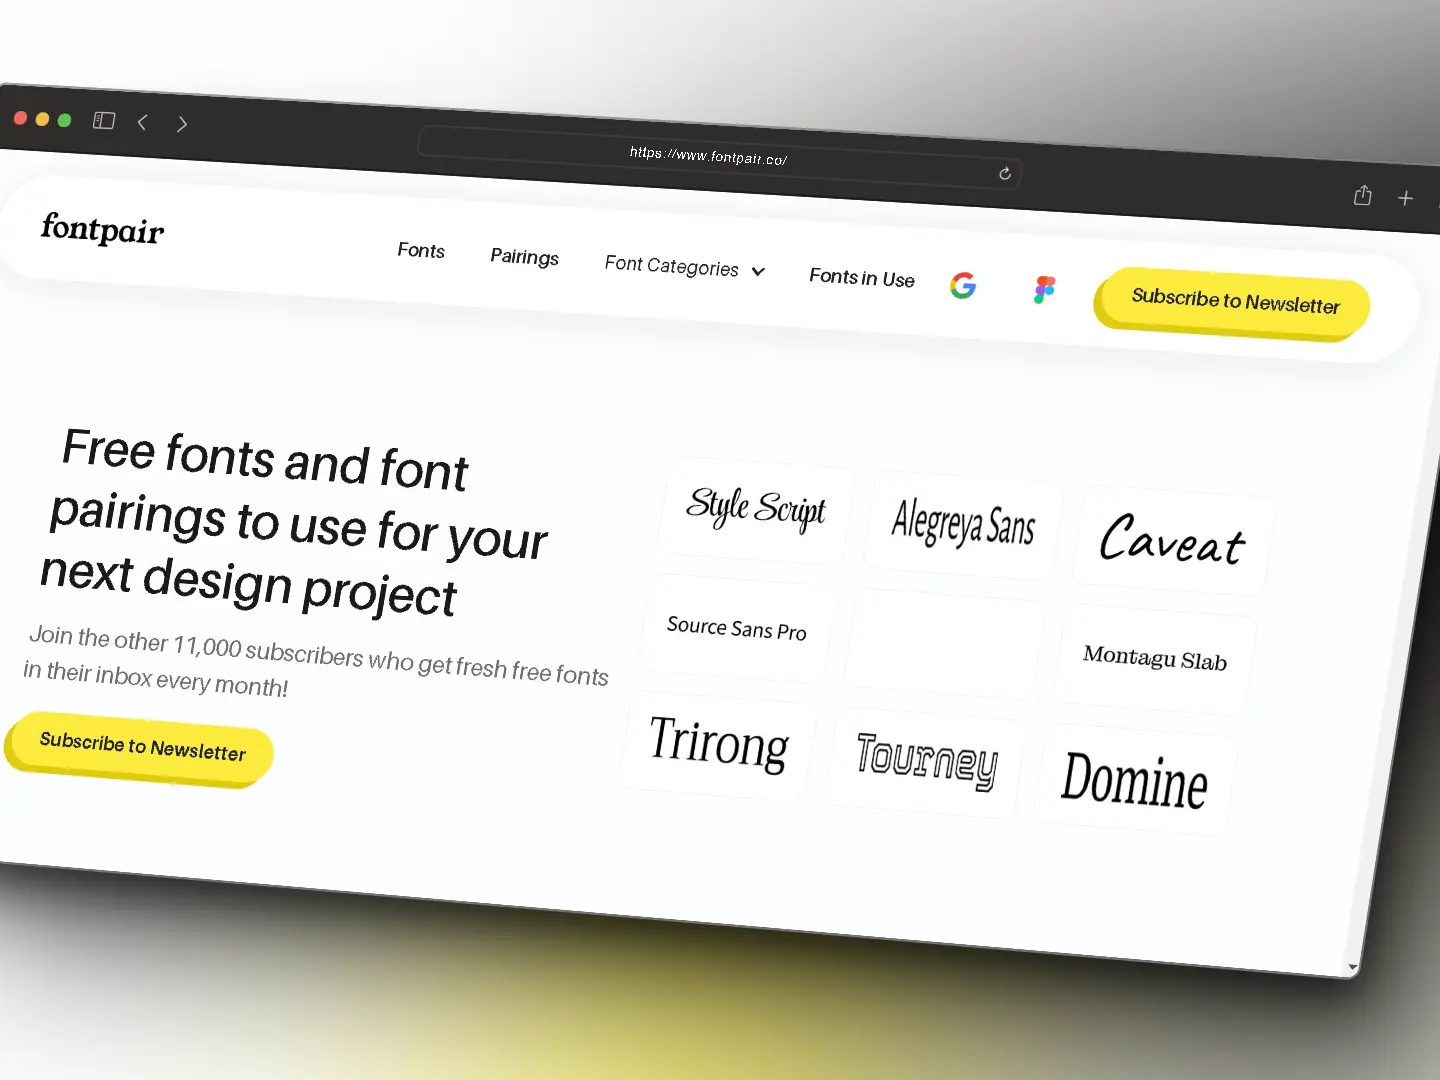 https://www.fontpair.co/
fontpair
Fonts
Pairings
Font Categories
Fonts in Use
Subscribe to Newsletter
Free fonts and font
pairings to use for your
next design project
Join the other 11,000 subscribers who get fresh free fonts
in their inbox every month!
Subscribe to Newsletter
Style Script
Alegreya Sans
Caveat
Source Sans Pro
Montagu Slab
Trirong
Tourney
Domine